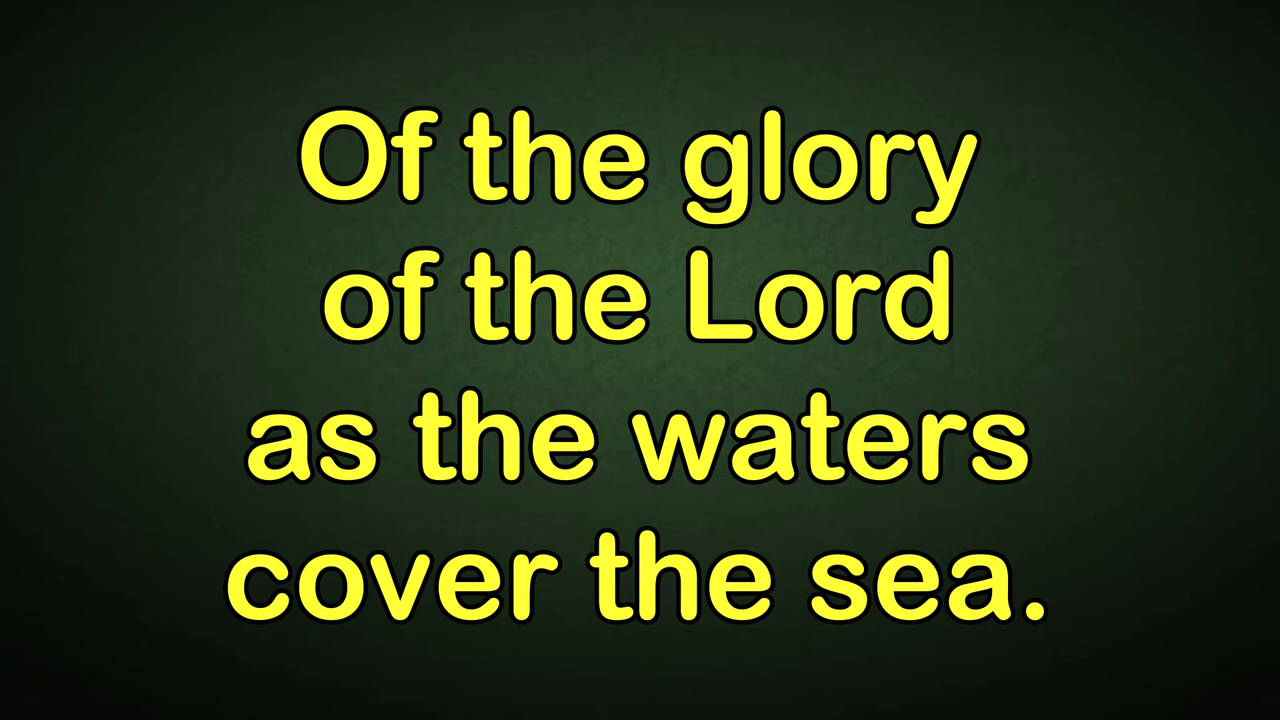 Of the glory
of the Lord
as the waters
cover the sea.